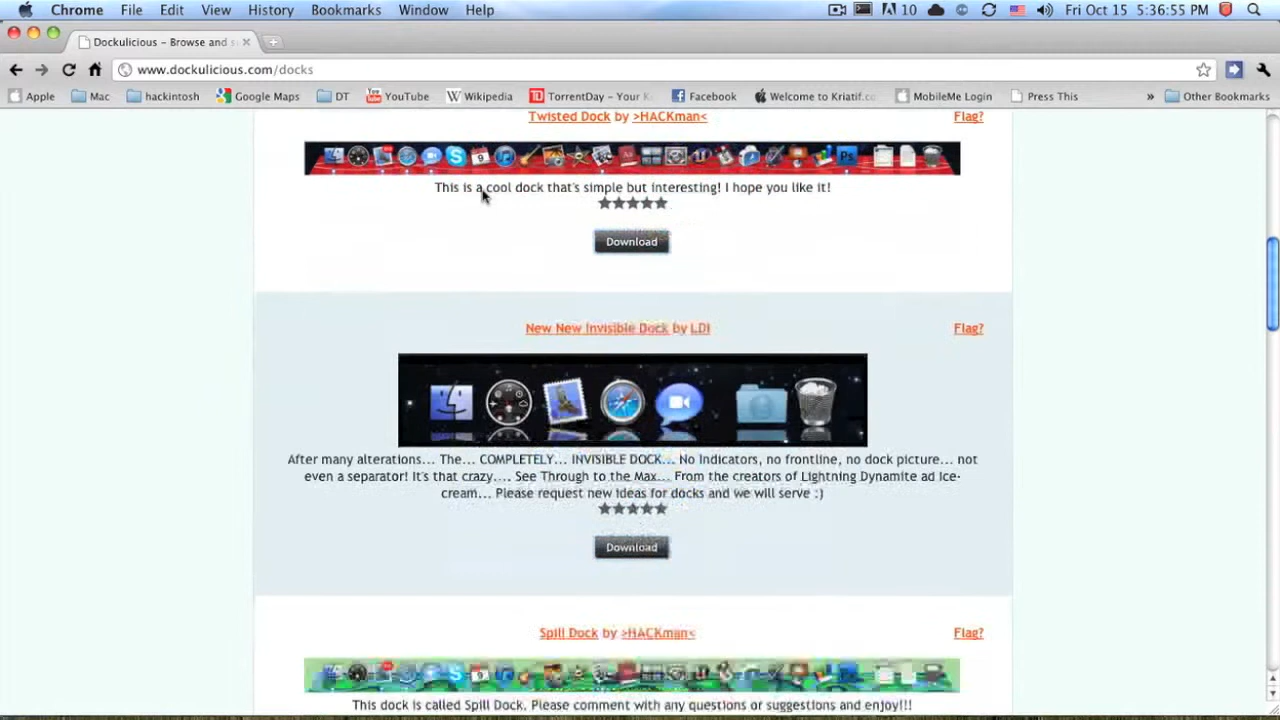 Chrome File Edit View History Bookmarks Window Help 10 Fri Oct 15 5:36:55 PM
Dockulicious – Browse and s
www.dockulicious.com/docks
Apple Mac hackintosh Google Maps DT YouTube Wikipedia TorrentDay – Your Facebook Welcome to Kriatif.co MobileMe Login Press This » Other Bookmarks
Twisted Dock by >HACKman< Flag?
9 Ps
This is a cool dock that's simple but interesting! I hope you like it!
Download
New New Invisible Dock by LDI Flag?
After many alterations... The... COMPLETELY... INVISIBLE DOCK... No Indicators, no frontline, no dock picture... not
even a separator! It's that crazy.... See Through to the Max... From the creators of Lightning Dynamite ad Ice-
cream... Please request new ideas for docks and we will serve :)
Download
Spill Dock by >HACKman< Flag?
This dock is called Spill Dock. Please comment with any questions or suggestions and enjoy!!!